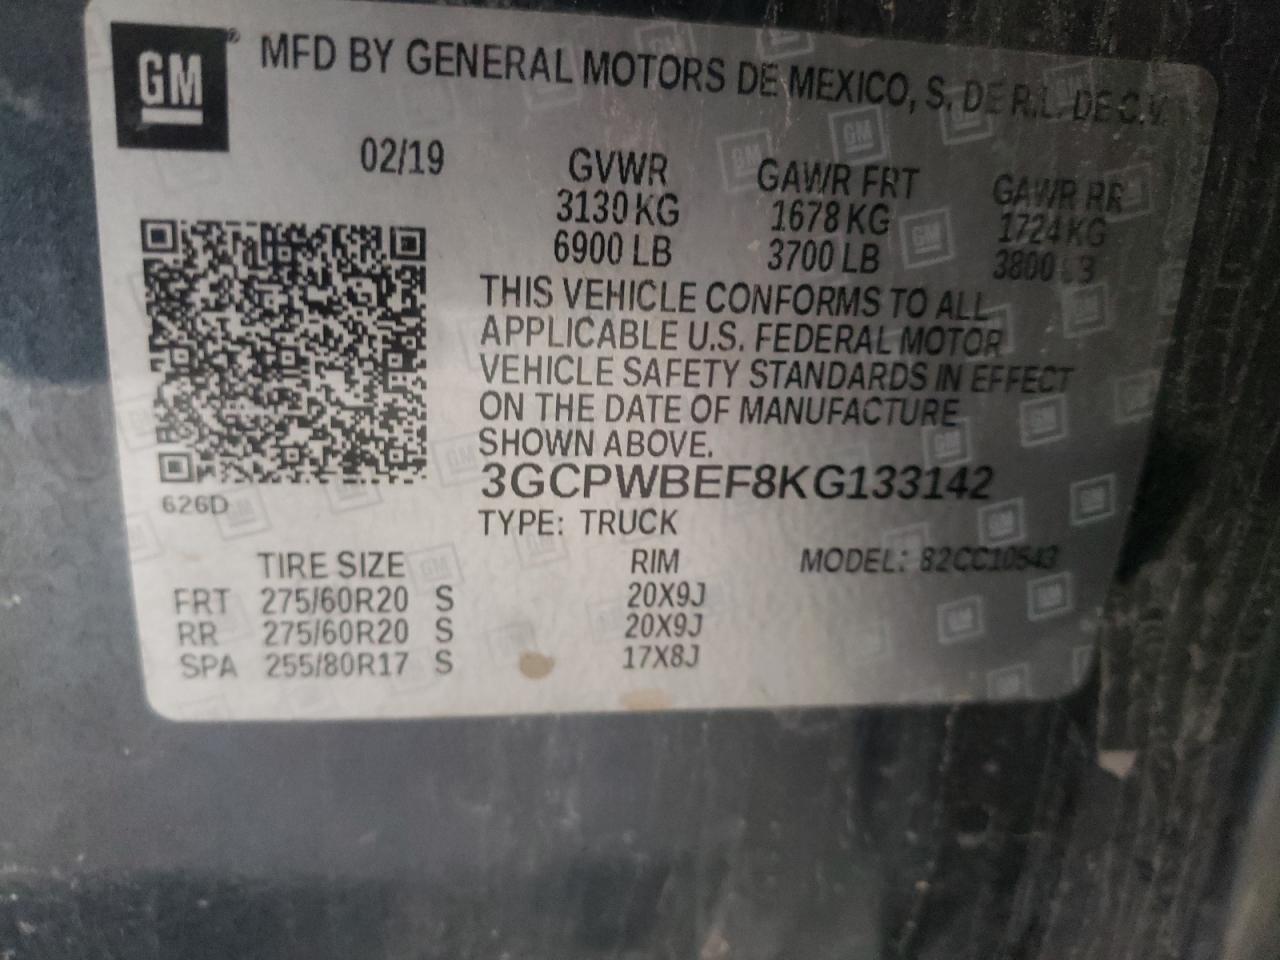 GM® MFD BY GENERAL MOTORS DE MEXICO, S. DE R.L. DE C.V.
02/19 GVWR GAWR FRT GAWR RR
3130 KG 1678 KG 1724 KG
6900 LB 3700 LB 3800 LB
THIS VEHICLE CONFORMS TO ALL
APPLICABLE U.S. FEDERAL MOTOR
VEHICLE SAFETY STANDARDS IN EFFECT
ON THE DATE OF MANUFACTURE
SHOWN ABOVE.
3GCPWBEF8KG133142
626D
TYPE: TRUCK
TIRE SIZE RIM MODEL: 82CC10543
FRT 275/60R20 S 20X9J
RR 275/60R20 S 20X9J
SPA 255/80R17 S 17X8J